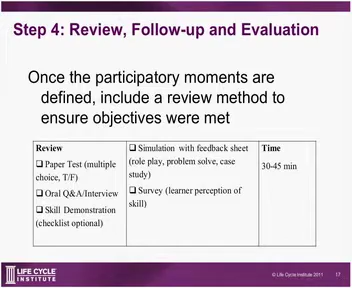 Step 4: Review, Follow-up and Evaluation
Once the participatory moments are
defined, include a review method to
ensure objectives were met
Review
❑ Paper Test (multiple
choice, T/F)
❑ Oral Q&A/Interview
❑ Skill Demonstration
(checklist optional)
❑ Simulation with feedback sheet
(role play, problem solve, case
study)
❑ Survey (learner perception of
skill)
Time
30-45 min
LIFE CYCLE
INSTITUTE
© Life Cycle Institute 2011
17